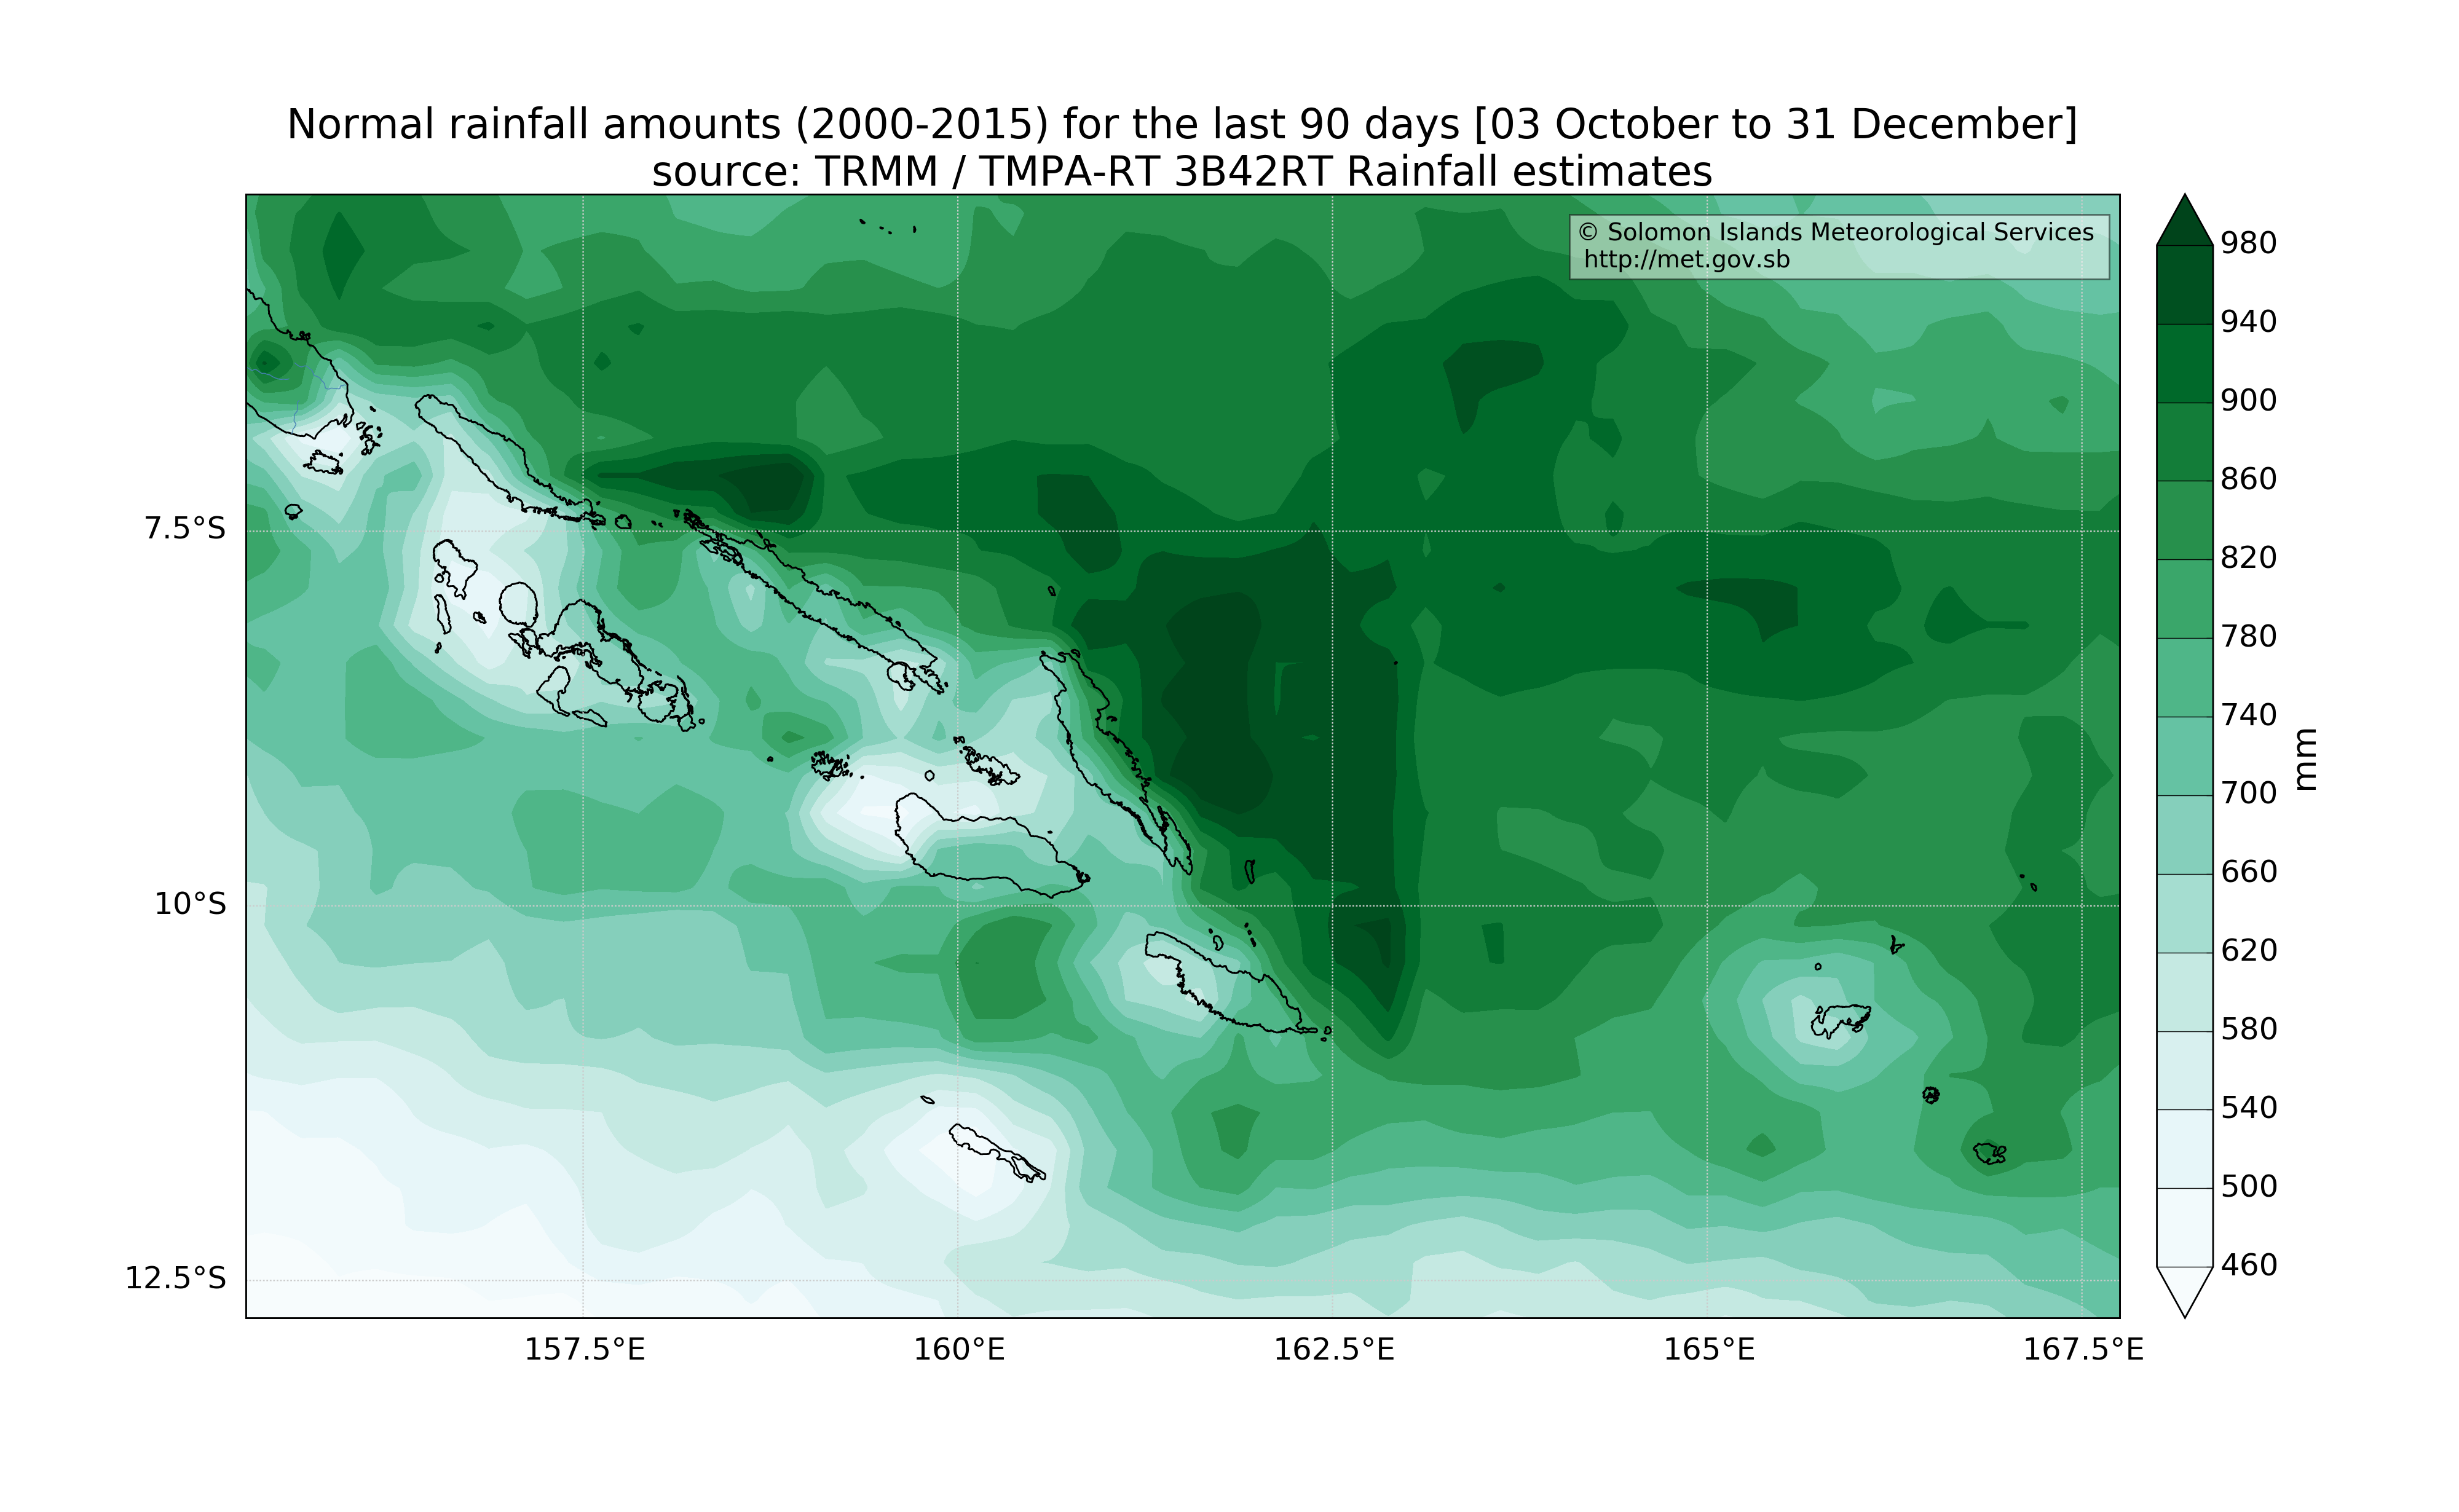 Normal rainfall amounts (2000-2015) for the last 90 days [03 October to 31 December]
source: TRMM / TMPA-RT 3B42RT Rainfall estimates
© Solomon Islands Meteorological Services
http://met.gov.sb
980
940
900
860
820
780
740
700
660
620
580
540
500
460
mm
7.5°S
10°S
12.5°S
157.5°E
160°E
162.5°E
165°E
167.5°E